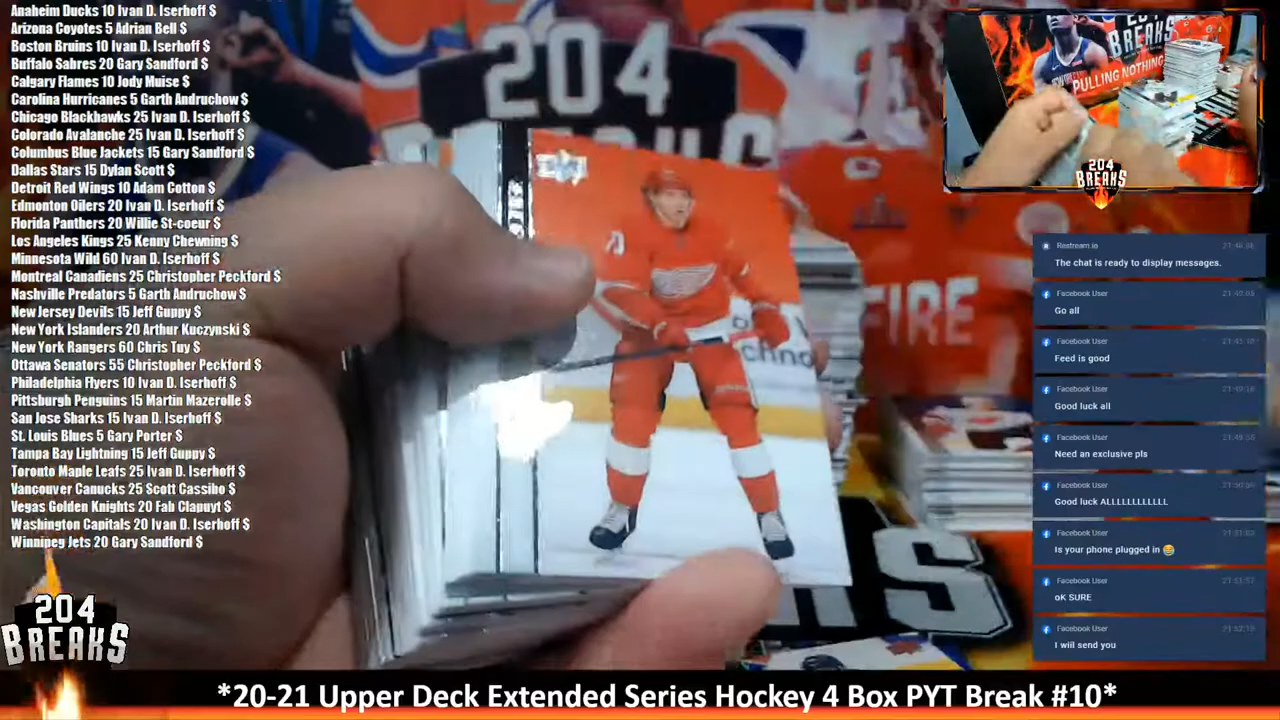 Anaheim Ducks 10 Ivan D. Iserhoff $
Arizona Coyotes 5 Adrian Bell $
Boston Bruins 10 Ivan D. Iserhoff $
Buffalo Sabres 20 Gary Sandford $
Calgary Flames 10 Jody Muise $
Carolina Hurricanes 5 Garth Andruchow $
Chicago Blackhawks 25 Ivan D. Iserhoff $
Colorado Avalanche 25 Ivan D. Iserhoff $
Columbus Blue Jackets 15 Gary Sandford $
Dallas Stars 15 Dylan Scott $
Detroit Red Wings 10 Adam Cotton $
Edmonton Oilers 20 Ivan D. Iserhoff $
Florida Panthers 20 Willie St-coeur $
Los Angeles Kings 25 Kenny Chewning $
Minnesota Wild 60 Ivan D. Iserhoff $
Montreal Canadiens 25 Christopher Peckford $
Nashville Predators 5 Garth Andruchow $
New Jersey Devils 15 Jeff Guppy $
New York Islanders 20 Arthur Kuczynski $
New York Rangers 60 Chris Tuy $
Ottawa Senators 55 Christopher Peckford $
Philadelphia Flyers 10 Ivan D. Iserhoff $
Pittsburgh Penguins 15 Martin Mazerolle $
San Jose Sharks 15 Ivan D. Iserhoff $
St. Louis Blues 5 Gary Porter $
Tampa Bay Lightning 15 Jeff Guppy $
Toronto Maple Leafs 25 Ivan D. Iserhoff $
Vancouver Canucks 25 Scott Cassibo $
Vegas Golden Knights 20 Fab Clapuyt $
Washington Capitals 20 Ivan D. Iserhoff $
Winnipeg Jets 20 Gary Sandford $
204
BREAKS
204
FIRE
BREAKS
PULLING NOTHING
204
BREAKS
Restream.io
The chat is ready to display messages.
Facebook User
Go all
Facebook User
Feed is good
Facebook User
Good luck all
Facebook User
Need an exclusive pls
Facebook User
Good luck ALLLLLLLLLLL
Facebook User
Is your phone plugged in 😂
Facebook User
oK SURE
Facebook User
I will send you
*20-21 Upper Deck Extended Series Hockey 4 Box PYT Break #10*